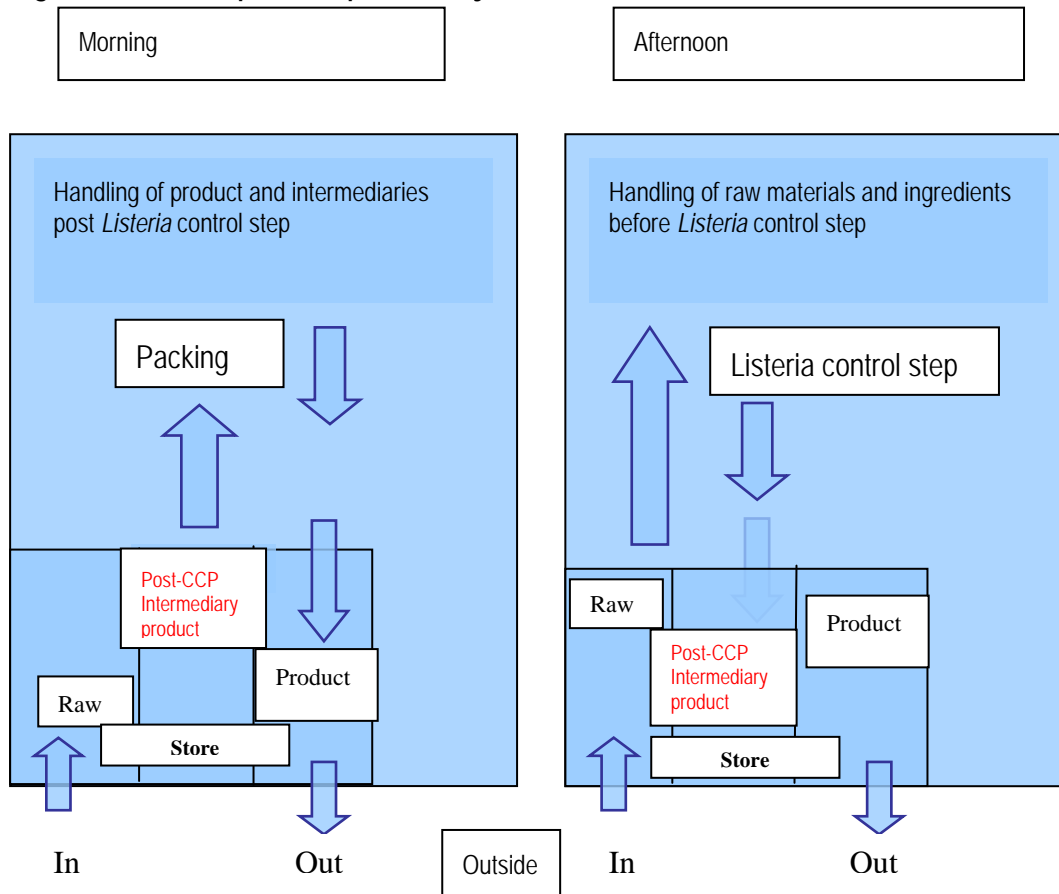 Morning
Afternoon
Handling of product and intermediaries
post Listeria control step
Handling of raw materials and ingredients
before Listeria control step
Packing
Listeria control step
Post-CCP
Intermediary
product
Product
Raw
Store
Raw
Product
Post-CCP
Intermediary
product
Store
In
Out
Outside
In
Out